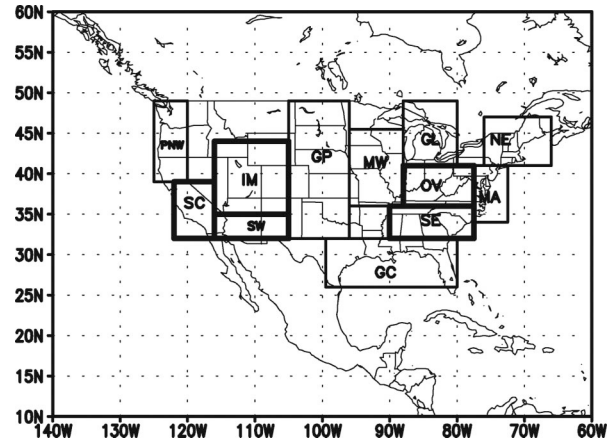 60N
55N
50N
45N
40N
35N
30N
25N
20N
15N
10N
PNW
GP
MW
GL
NE
IM
SC
OV
MA
SW
SE
GC
140W 130W 120W 110W 100W 90W 80W 70W 60W